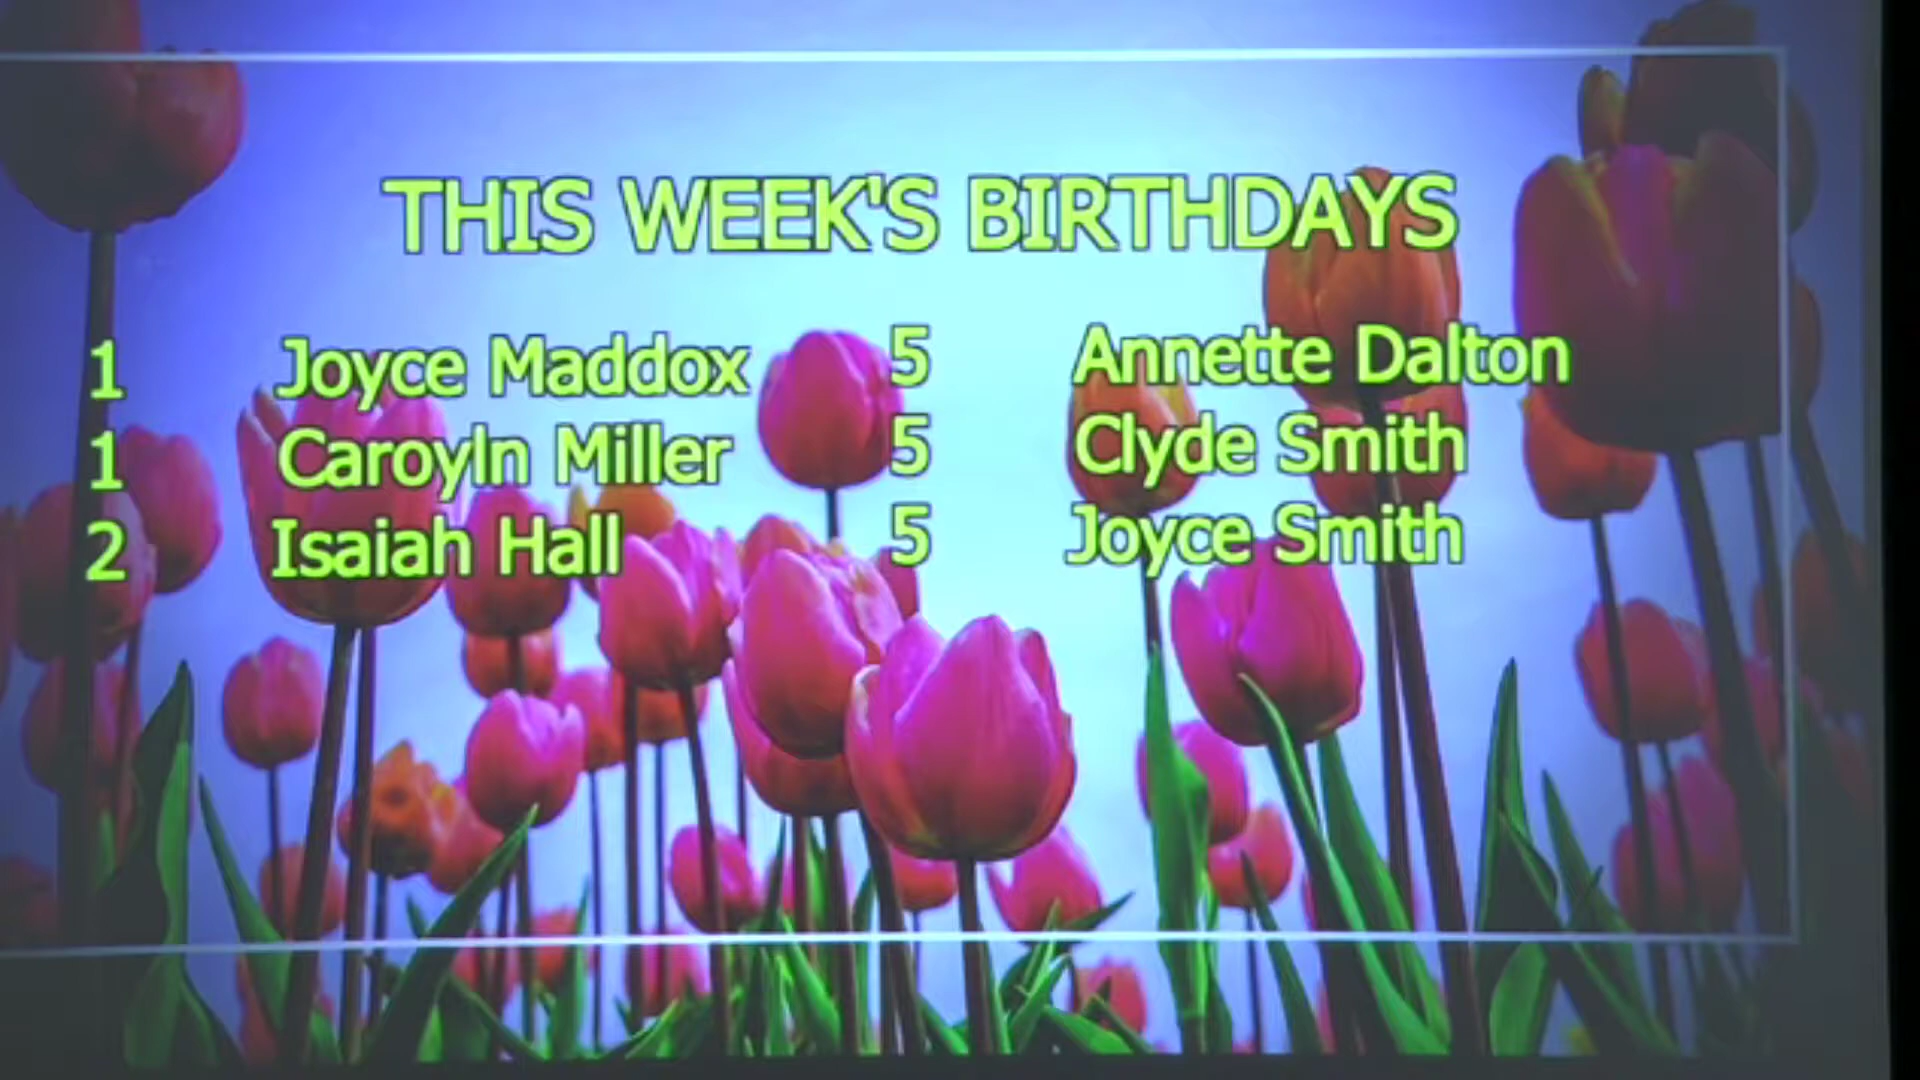 THIS WEEK'S BIRTHDAYS
1 Joyce Maddox
1 Caroyln Miller
2 Isaiah Hall
5 Annette Dalton
5 Clyde Smith
5 Joyce Smith